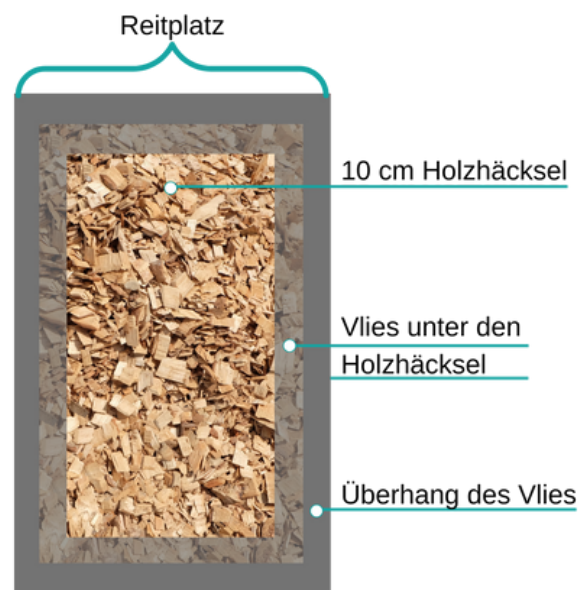 Reitplatz
10 cm Holzhäcksel
Vlies unter den
Holzhäcksel
Überhang des Vlies